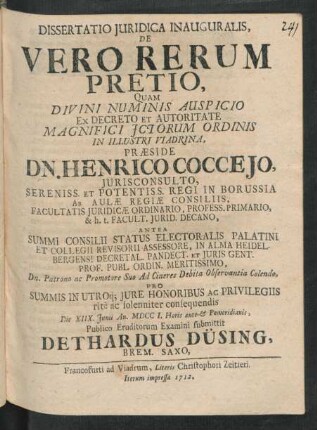 241
DISSERTATIO JURIDICA INAUGURALIS,
DE
VERO RERUM
PRETIO,
QUAM
DIVINI NUMINIS AUSPICIO
EX DECRETO ET AUTORITATE
MAGNIFICI JCTORUM ORDINIS
IN ILLUSTRI VIADRINA,
PRÆSIDE
DN. HENRICO COCCEJO,
JURISCONSULTO,
SERENISS. ET POTENTISS. REGI IN BORUSSIA
AB AULÆ REGIÆ CONSILIIS,
FACULTATIS JURIDICÆ ORDINARIO, PROFESS. PRIMARIO,
& h. t. FACULT. JURID. DECANO,
ANTEA
SUMMI CONSILII STATUS ELECTORALIS PALATINI
ET COLLEGII REVISORII ASSESSORE, IN ALMA HEIDEL-
BERGENSI DECRETAL. PANDECT. ET JURIS GENT.
PROF. PUBL. ORDIN. MERITISSIMO,
Dn. Patrono ac Promotore Suo Ad Cineres Debita Observantia Colendo,
PRO
SUMMIS IN UTROq; JURE HONORIBUS AC PRIVILEGIIS
ritè ac solenniter consequendis
Die XIIX. Junii An. MDCC I. Horis ante- & Pomeridianis,
Publico Eruditorum Examini submittit
DETHARDUS DÜSING,
BREM. SAXO,
Francofurti ad Viadrum, Literis Christophori Zeitleri.
Iterum impressa 1712.